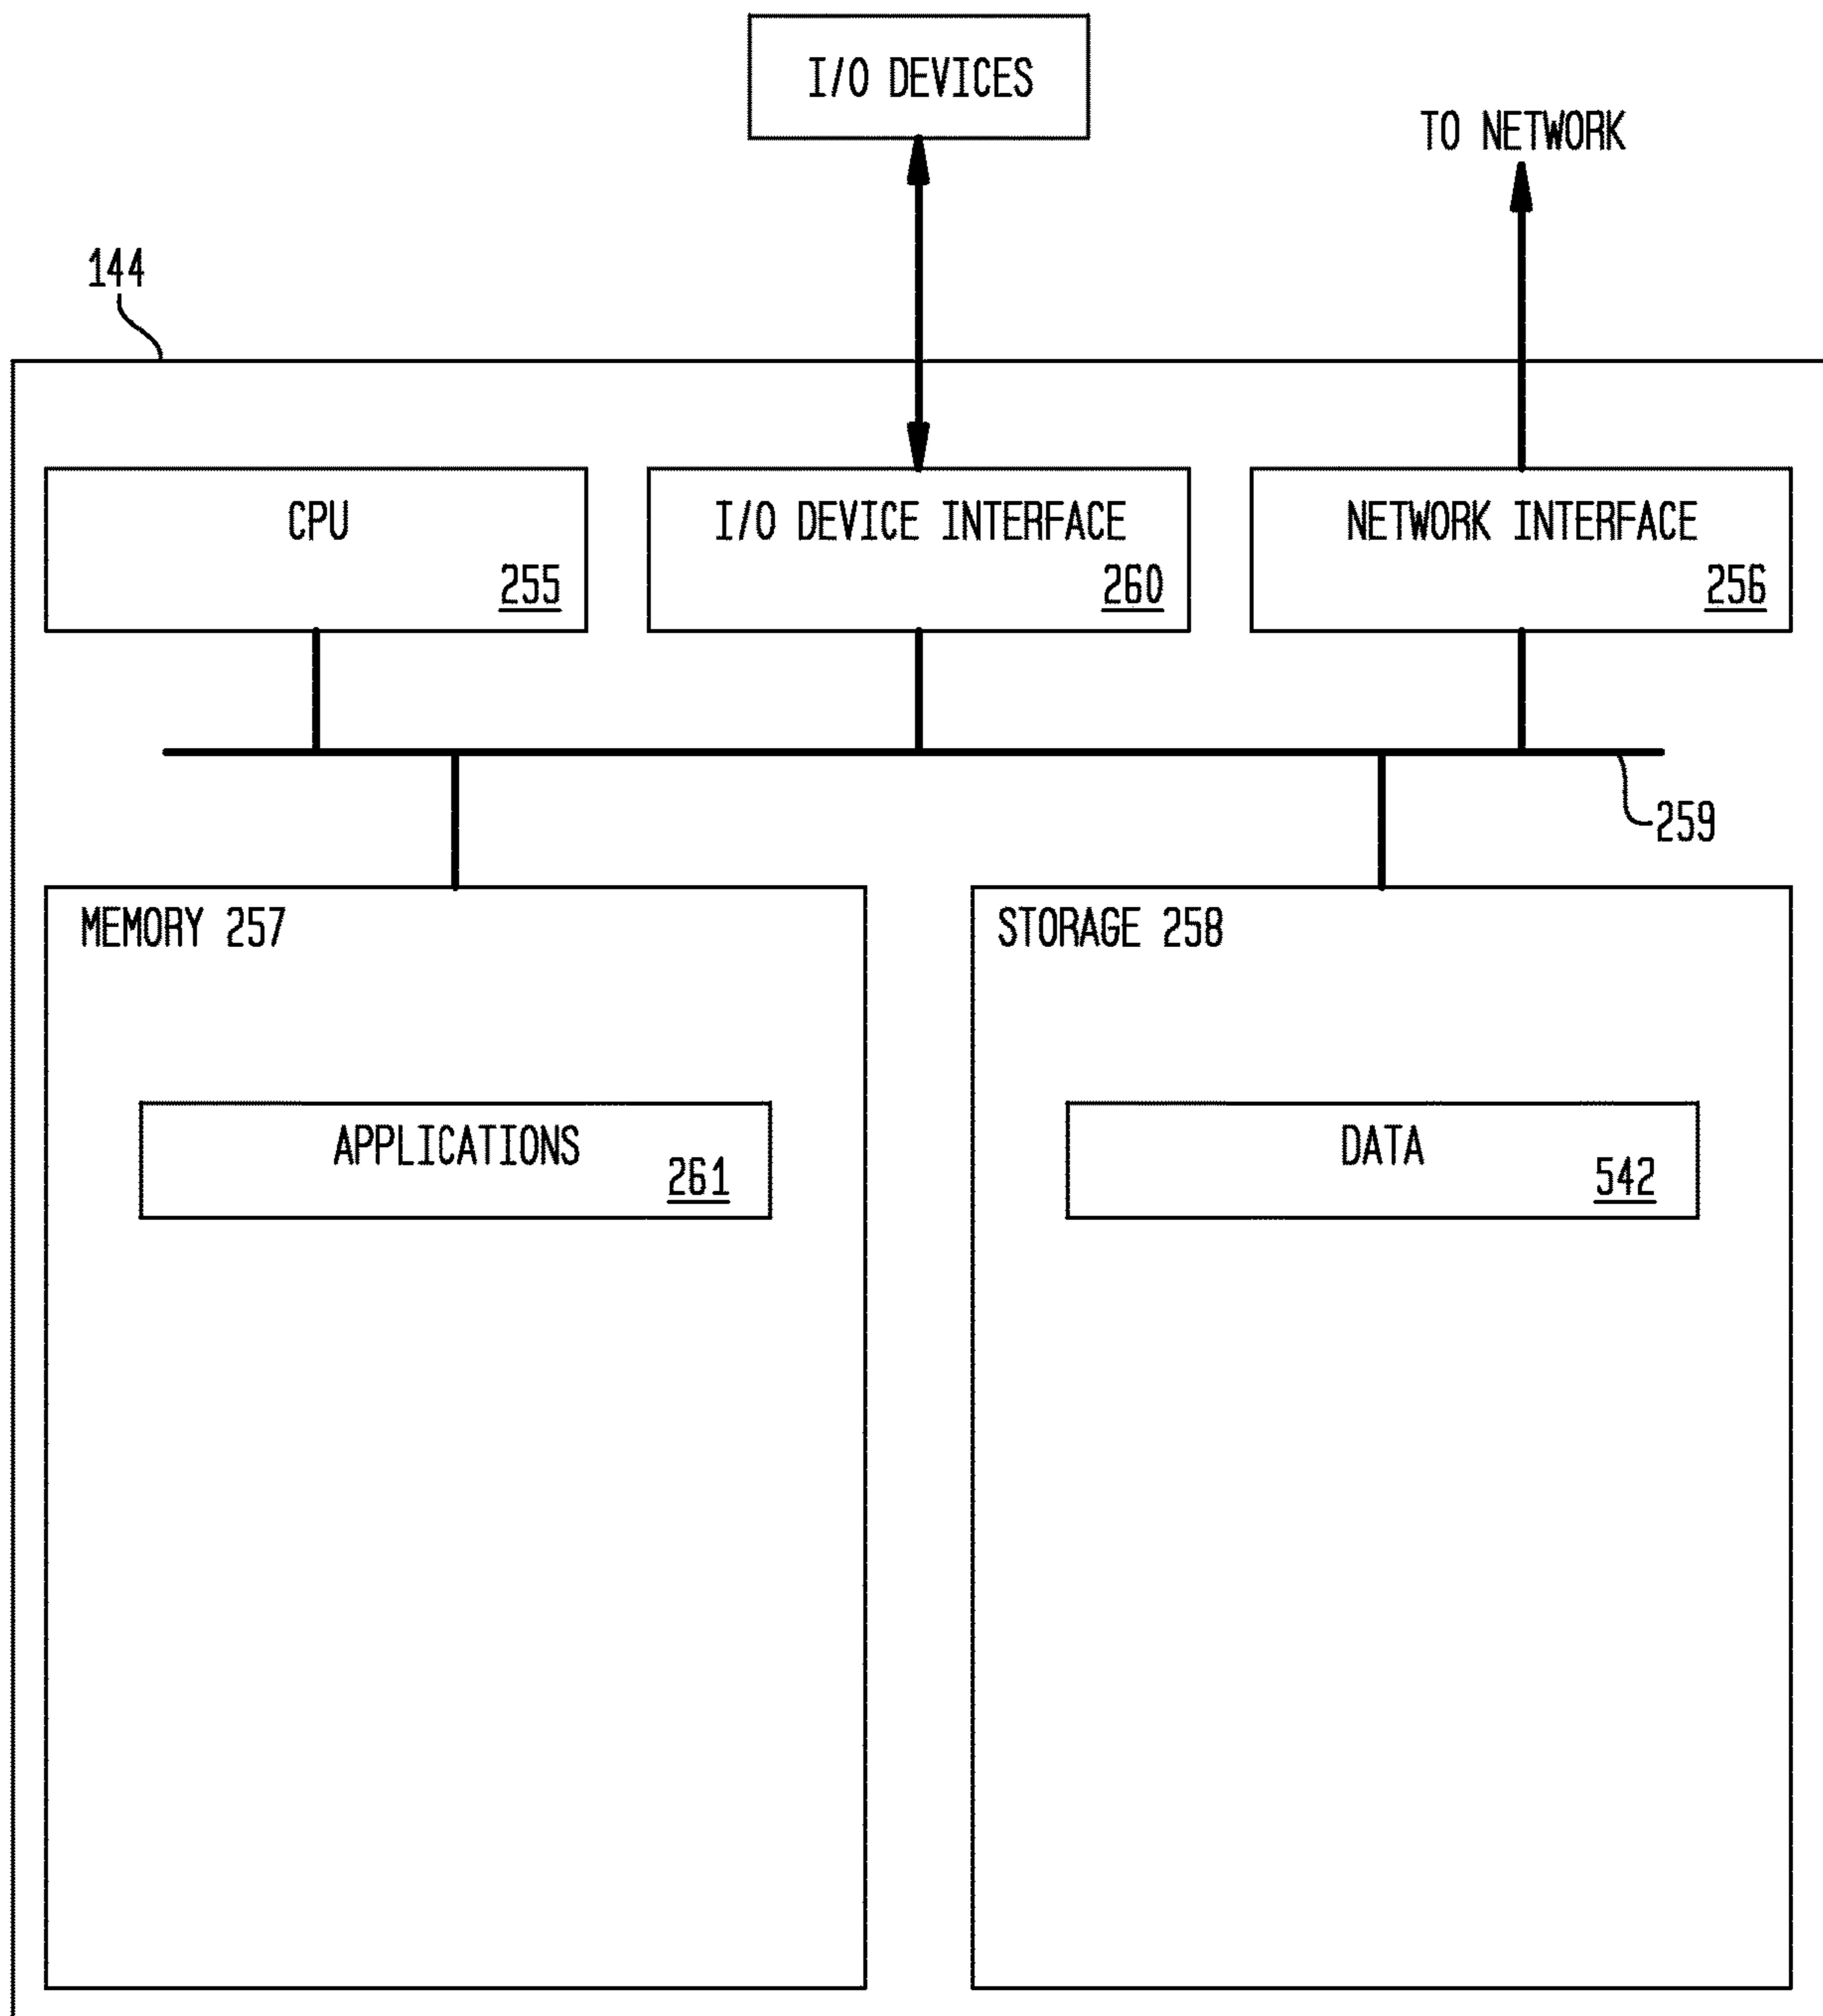 I/O DEVICES
TO NETWORK
144
CPU
255
I/O DEVICE INTERFACE
260
NETWORK INTERFACE
256
259
MEMORY 257
APPLICATIONS
261
STORAGE 258
DATA
542